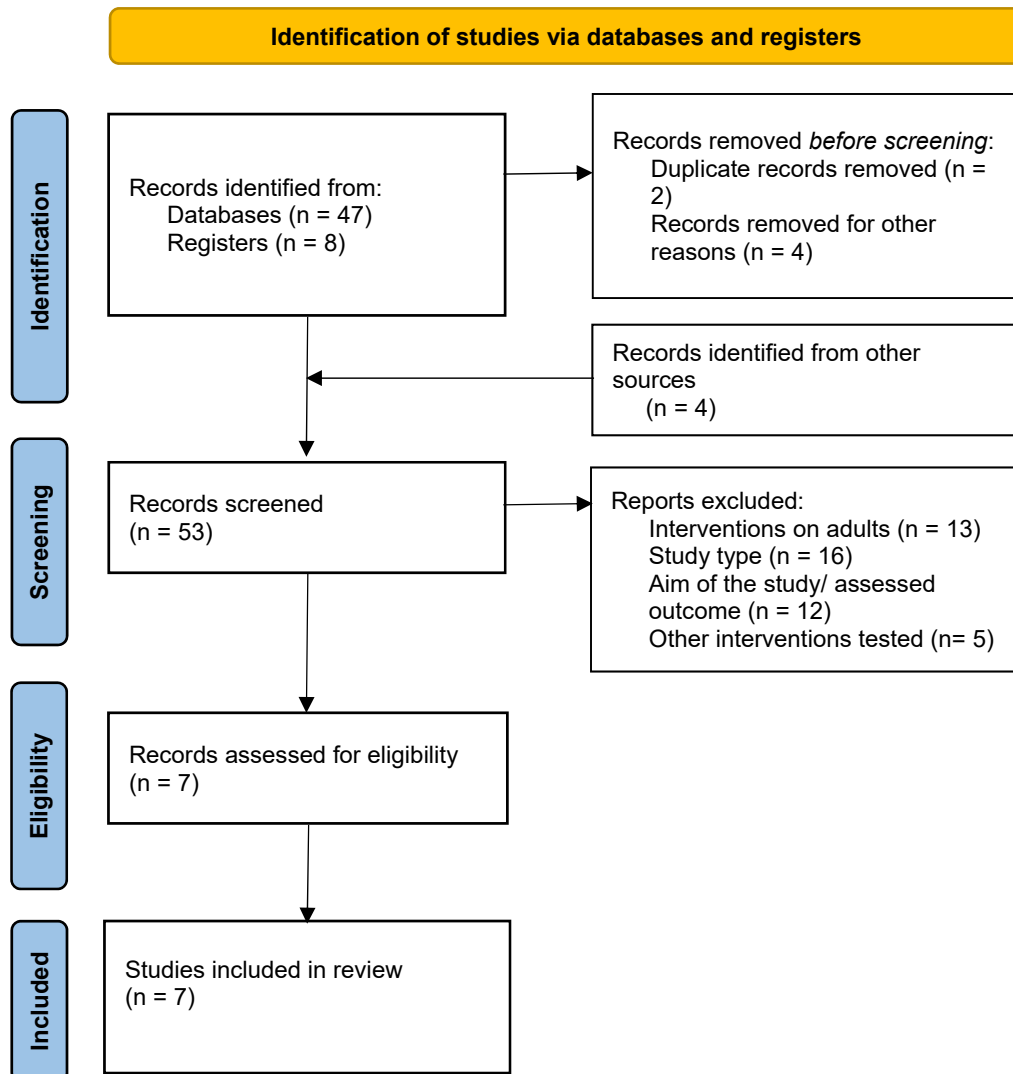 Identification of studies via databases and registers
Identification
Records identified from:
Databases (n = 47)
Registers (n = 8)
Records removed before screening:
Duplicate records removed (n =
2)
Records removed for other
reasons (n = 4)
Records identified from other
sources
(n = 4)
Screening
Records screened
(n = 53)
Reports excluded:
Interventions on adults (n = 13)
Study type (n = 16)
Aim of the study/ assessed
outcome (n = 12)
Other interventions tested (n= 5)
Eligibility
Records assessed for eligibility
(n = 7)
Included
Studies included in review
(n = 7)